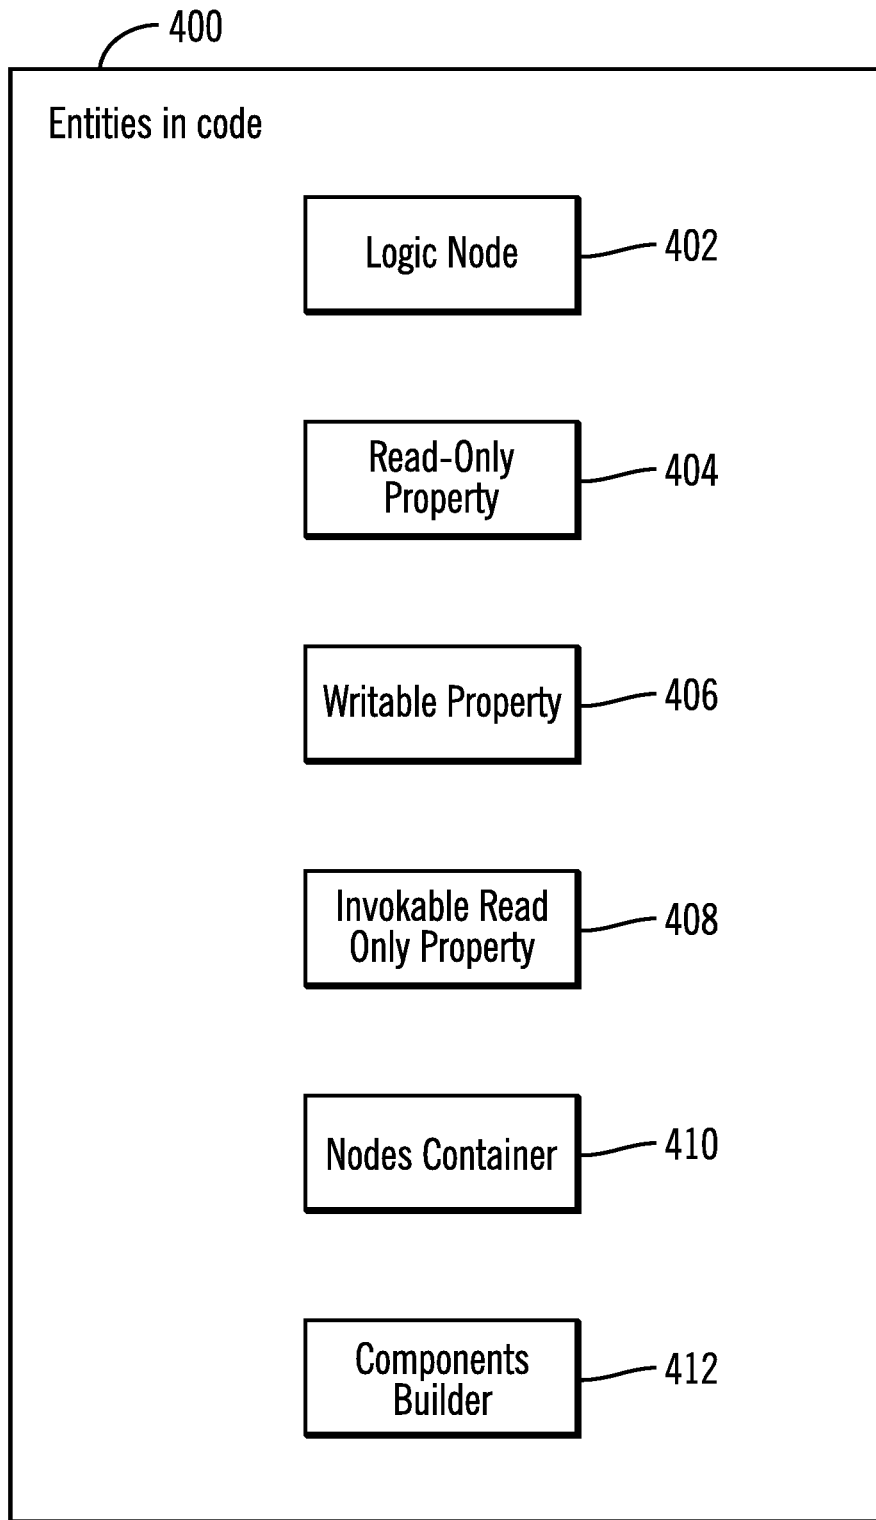 400
Entities in code
Logic Node
402
Read-Only
Property
404
Writable Property
406
Invokable Read
Only Property
408
Nodes Container
410
Components
Builder
412